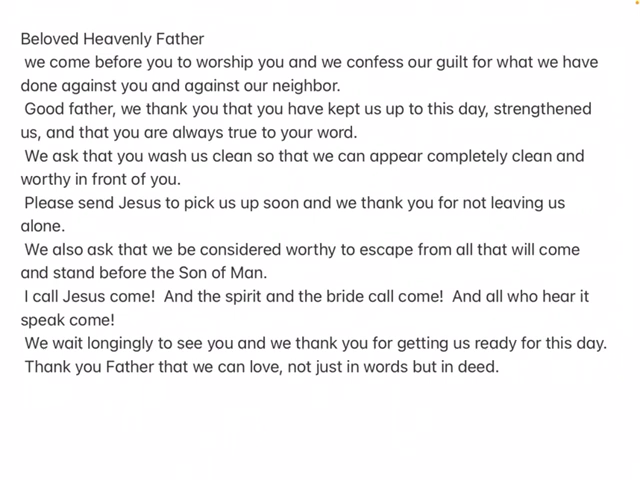 Beloved Heavenly Father
we come before you to worship you and we confess our guilt for what we have
done against you and against our neighbor.
Good father, we thank you that you have kept us up to this day, strengthened
us, and that you are always true to your word.
We ask that you wash us clean so that we can appear completely clean and
worthy in front of you.
Please send Jesus to pick us up soon and we thank you for not leaving us
alone.
We also ask that we be considered worthy to escape from all that will come
and stand before the Son of Man.
I call Jesus come!  And the spirit and the bride call come!  And all who hear it
speak come!
We wait longingly to see you and we thank you for getting us ready for this day.
Thank you Father that we can love, not just in words but in deed.